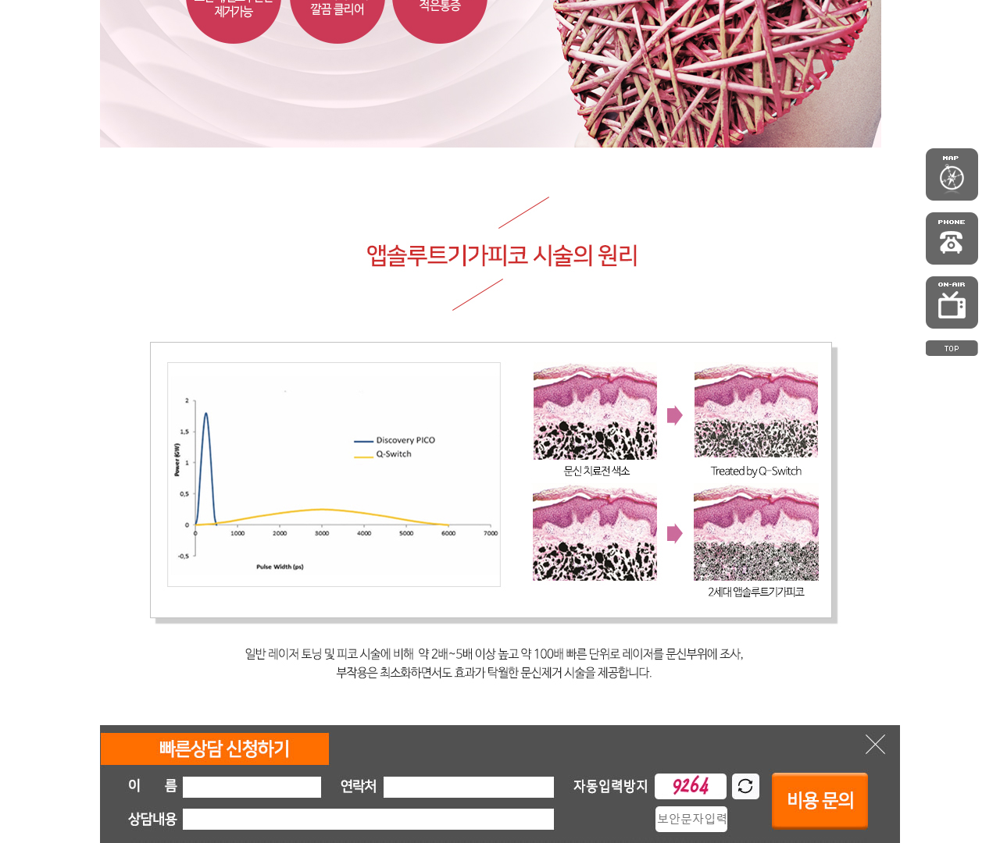 제거가능
깔끔 클리어
적은통증
MAP
PHONE
ON-AIR
TOP
앱솔루트기가피코 시술의 원리
2
1,5
1
0,5
0
-0,5
Power (GW)
Discovery PICO
Q-Switch
0 1000 2000 3000 4000 5000 6000 7000
Pulse Width (ps)
문신 치료전 색소
Treated by Q-Switch
2세대 앱솔루트기가피코
일반 레이저 토닝 및 피코 시술에 비해 약 2배~5배 이상 높고 약 100배 빠른 단위로 레이저를 문신부위에 조사,
부작용은 최소화하면서도 효과가 탁월한 문신제거 시술을 제공합니다.
빠른상담 신청하기
이 름
연락처
자동입력방지
9264
비용 문의
상담내용
보안문자입력